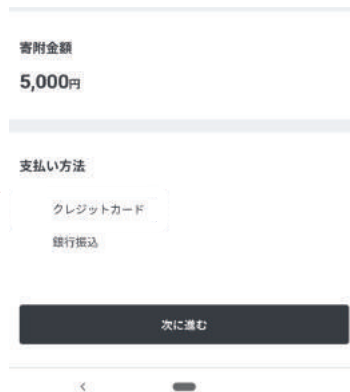 寄附金額
5,000円
支払い方法
クレジットカード
銀行振込
次に進む